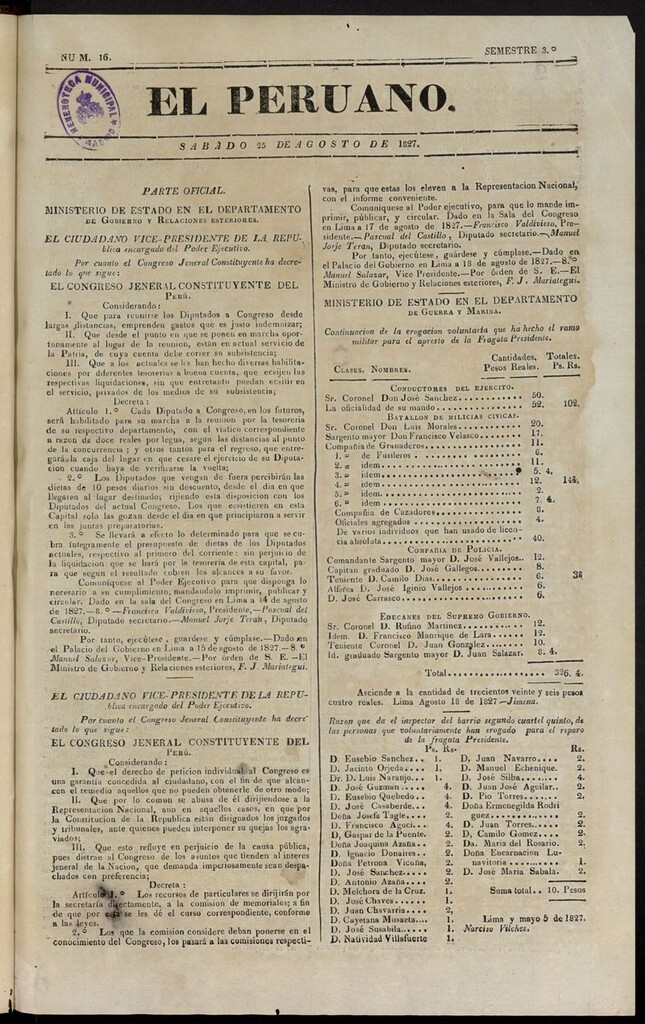 NUM. 16.
SEMESTRE 3.º
HEMEROTECA MUNICIPAL
MADRID
EL PERUANO.
SABADO 25 DE AGOSTO DE 1827.
PARTE OFICIAL.
MINISTERIO DE ESTADO EN EL DEPARTAMENTO
DE GOBIERNO Y RELACIONES ESTERIORES.
EL CIUDADANO VICE-PRESIDENTE DE LA REPU-
blica encargado del Poder Ejecutivo.
Por cuanto el Congreso Jeneral Constituyente ha decre-
tado lo que sigue:
EL CONGRESO JENERAL CONSTITUYENTE DEL
PERU.
Considerando:
I. Que para reunirse los Diputados a Congreso desde
largas distancias, emprenden gastos que es justo indemnizar;
II. Que desde el punto en que se ponen en marcha oport-
tunamente al lugar de la reunion, están en actual servicio de
la Patria, de cuya cuenta debe correr su subsistencia;
III. Que a los actuales se les han hecho diversas habilita-
ciones por diferentes tesorerias a buena cuenta, que ecsijen las
respectivas liquidaciones, sin que entretanto puedan ecsistir en
el servicio, privados de los medios de su subsistencia;
Decreta:
Artículo 1.º Cada Diputado a Congreso, en los futuros,
será habilitado para su marcha a la reunion por la tesorería
de su respectivo departamento, con el viatico correspondiente
a razon de doce reales por legua, segun las distancias al punto
de la concurrencia; y otros tantos para el regreso, que entre-
gará la caja del lugar en que cesare el ejercicio de su Diputa-
cion cuando haya de verificarse la vuelta;
2.º Los Diputados que vengan de fuera percibirán las
dietas de 10 pesos diarios sin descuento, desde el dia en que
llegaren al lugar destinado; rijiendo esta disposicion con los
Diputados del actual Congreso. Los que ecsistieren en esta
Capital solo las gozan desde el dia en que principiaron a servir
en las juntas preparatorias.
3.º Se llevará a efecto lo determinado para que se cu-
bra íntegramente el presupuesto de dietas de los Diputados
actuales, respectivo al primero del corriente: sin perjuicio de
la liquidacion que se hará por la tesorería de esta capital, pa-
ra que segun el resultado cobren los alcances a su favor.
Comuníquese al Poder Ejecutivo para que disponga lo
necesario a su cumplimiento, mandandolo imprimir, publicar
y circular. Dado en la sala del Congreso en Lima a 14 de agosto
de 1827.—8.º—Francisco Valdivieso, Presidente,—Pascual del
Castillo, Diputado secretario.—Manuel Jorje Teran, Diputado
secretario.
Por tanto, ejecútese, guardese y cúmplase.—Dado en
el Palacio del Gobierno en Lima a 15 de agosto de 1827.—8.º
Manuel Salazar, Vice-Presidente.—Por órden de S. E.—El
Ministro de Gobierno y Relaciones esteriores, F. J. Mariategui.
EL CIUDADANO VICE-PRESIDENTE DE LA REPU-
blica encargado del Poder Ejecutivo.
Por cuanto el Congreso Jeneral Constituyente ha decre-
tado lo que sigue:
EL CONGRESO JENERAL CONSTITUYENTE DEL
PERU.
Considerando:
I. Que el derecho de peticion individual al Congreso es
una garantía concedida al ciudadano, con el fin de que alcan-
cen el remedio aquellos que no pueden obtenerle de otro modo;
II. Que por lo comun se abusa de él dirijiendose a la
Representacion Nacional, aun en aquellos casos, en que por
la Constitucion de la Republica están disignados los juzgados
y tribunales, ante quienes pueden interponer su quejas los agra-
viados;
III. Que esto refluye en perjuicio de la causa pública,
pues distrae al Congreso de los asuntos que tienden al interes
jeneral de la Nacion, que demanda imperiosamente sean despa-
chados con preferencia;
Decreta:
Artículo 1.º Los recursos de particulares se dirijirán por
la secretaría directamente, a la comision de memoriales; a fin
de que por esta se les dé el curso correspondiente, conforme
a las leyes.
2.º Los que la comision considere deban ponerse en el
conocimiento del Congreso, los pasará a las comisiones respecti-
vas, para que estas los eleven a la Representacion Nacional,
con el informe conveniente.
Comuníquese al Poder ejecutivo, para que lo mande im-
primir, públicar, y circular. Dado en la Sala del Congreso
en Lima a 17 de agosto de 1827.—Francisco Valdivieso, Pre-
sidente.—Pascual del Castillo, Diputado secretario.—Manuel
Jorje Teran, Diputado secretario.
Por tanto, ejecútese, guárdese y cúmplase.—Dado en
el Palacio del Gobierno en Lima a 18 de agosto de 1827.—8.º—
Manuel Salazar, Vice Presidente.—Por órden de S. E.—El
Ministro de Gobierno y Relaciones esteriores, F. J. Mariategui.
MINISTERIO DE ESTADO EN EL DEPARTAMENTO
DE GUERRA Y MARINA.
Continuacion de la erogacion voluntaria que ha hecho el ramo
militar para el apresto de la Fragata Presidente.
Cantidades, Totales.
CLASES. NOMBRES. Pesos Reales. Ps. Rs.
CONDUCTORES DEL EJERCITO.
Sr. Coronel Don José Sanchez 50.
La oficialidad de su mando 52. 102.
BATALLON DE MILICIAS CIVICAS.
Sr. Coronel Don Luis Morales 20.
Sargento mayor Don Francisco Velasco 17.
Compañia de Granaderos 11.
1.ª de Fusileros 6.
2.ª idem 11.
3.ª idem 5. 4.
4.ª idem 12. 144.
5.ª idem 2.
6.ª idem 7. 4.
Compañia de Cazadores 8.
Oficiales agregados 4.
De varios individuos que han usado de licen-
cia absoluta 40.
COMPAÑIA DE POLICIA.
Comandante Sargento mayor D. José Vallejos 12.
Capitan graduado D. José Gallegos 8.
Teniente D. Camilo Dias 6. 38
Alferes D. José Iginio Vallejos 6.
D. José Carrasco 6.
EDECANES DEL SUPREMO GOBIERNO.
Sr. Coronel D. Rufino Martinez 12.
Idem. D. Francisco Manrique de Lara 12.
Teniente Coronel D. Juan Gonzalez 10.
Id. graduado Sargento mayor D. Juan Salazar 8. 4.
Total 326. 4.
Asciende a la cantidad de trecientos veinte y seis pesos
cuatro reales. Lima Agosto 18 de 1827—Jimena.
Razon que da el inspector del barrio segundo cuartel quinto, de
las personas que voluntariamente han erogado para el reparo
de la fragata Presidente.
Ps. Rs.
D. Eusebio Sanchez 1.
D. Jacinto Ojeda 1.
Dr. D. Luis Naranjo 1.
D. José Guzman 4.
D. Eusebio Quebedo 4.
D. José Casaberde 4.
Doña Josefa Tagle 2.
D. Francisco Aguci 4.
D, Gaspar de la Puente. 2.
Doña Joaquina Azaña 2.
D. Ignacio Donaires 2.
Doña Petrona Vicuña, 2.
D. José Sanchez 2.
D. Antonio Azaña 2.
D. Melchora de la Cruz. 1.
D. José Chaves 1.
D. Juan Chavarria 2,
D. Cayetana Museta 1.
D. José Susabila 1.
D. Natividad Villafuerte 1.
Rs.
D. Juan Navarro 2.
D. Manuel Echenique. 2.
D. José Silba 4.
D. Juan José Aguilar 2.
D. Pio Torres 2.
Doña Ermenegilda Rodri
guez 2.
D. Juan Torres 2.
D, Camilo Gomez 2.
Da. Maria del Rosario. 2.
Doña Encarnacion Lu-
navitoria 1.
D. José Maria Sabala. 2.
Suma total 10. Pesos
Lima y mayo 5 de 1827.
Narciso Vilches.